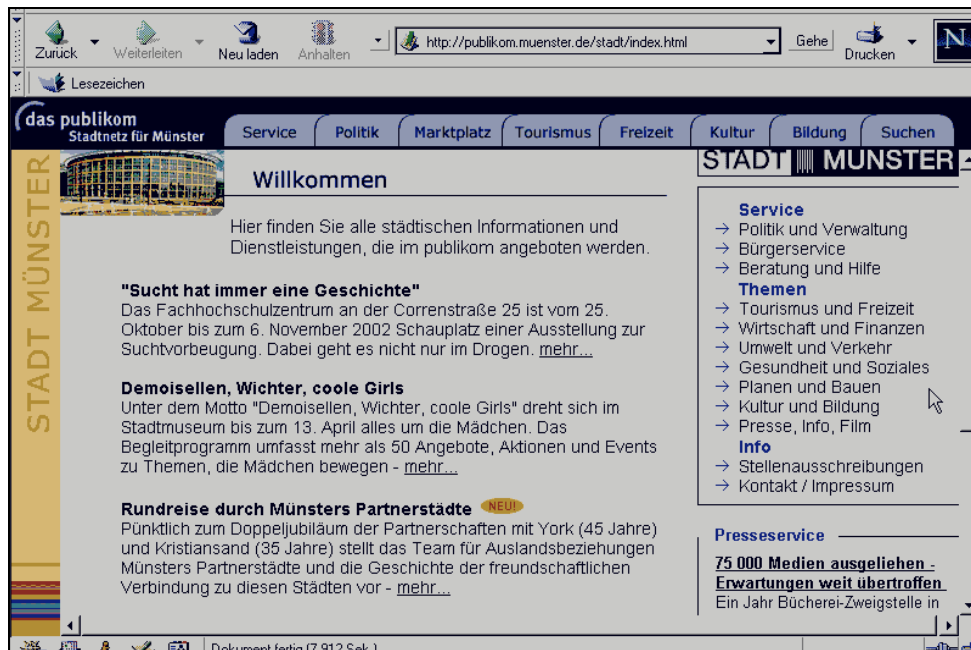 Zurück Weiterleiten Neu laden Anhalten http://publikom.muenster.de/stadt/index.html Gehe Drucken N
Lesezeichen
das publikom
Stadtnetz für Münster
Service Politik Marktplatz Tourismus Freizeit Kultur Bildung Suchen
STADT MÜNSTER
Willkommen
Hier finden Sie alle städtischen Informationen und
Dienstleistungen, die im publikom angeboten werden.
"Sucht hat immer eine Geschichte"
Das Fachhochschulzentrum an der Correnstraße 25 ist vom 25.
Oktober bis zum 6. November 2002 Schauplatz einer Ausstellung zur
Suchtvorbeugung. Dabei geht es nicht nur im Drogen. mehr...
Demoisellen, Wichter, coole Girls
Unter dem Motto "Demoisellen, Wichter, coole Girls" dreht sich im
Stadtmuseum bis zum 13. April alles um die Mädchen. Das
Begleitprogramm umfasst mehr als 50 Angebote, Aktionen und Events
zu Themen, die Mädchen bewegen - mehr...
Rundreise durch Münsters Partnerstädte NEU!
Pünktlich zum Doppeljubiläum der Partnerschaften mit York (45 Jahre)
und Kristiansand (35 Jahre) stellt das Team für Auslandsbeziehungen
Münsters Partnerstädte und die Geschichte der freundschaftlichen
Verbindung zu diesen Städten vor - mehr...
STADT MÜNSTER
Service
→ Politik und Verwaltung
→ Bürgerservice
→ Beratung und Hilfe
Themen
→ Tourismus und Freizeit
→ Wirtschaft und Finanzen
→ Umwelt und Verkehr
→ Gesundheit und Soziales
→ Planen und Bauen
→ Kultur und Bildung
→ Presse, Info, Film
Info
→ Stellenausschreibungen
→ Kontakt / Impressum
Presseservice
75 000 Medien ausgeliehen -
Erwartungen weit übertroffen
Ein Jahr Bücherei-Zweigstelle in
Dokument fertig (7.912 Sek.)